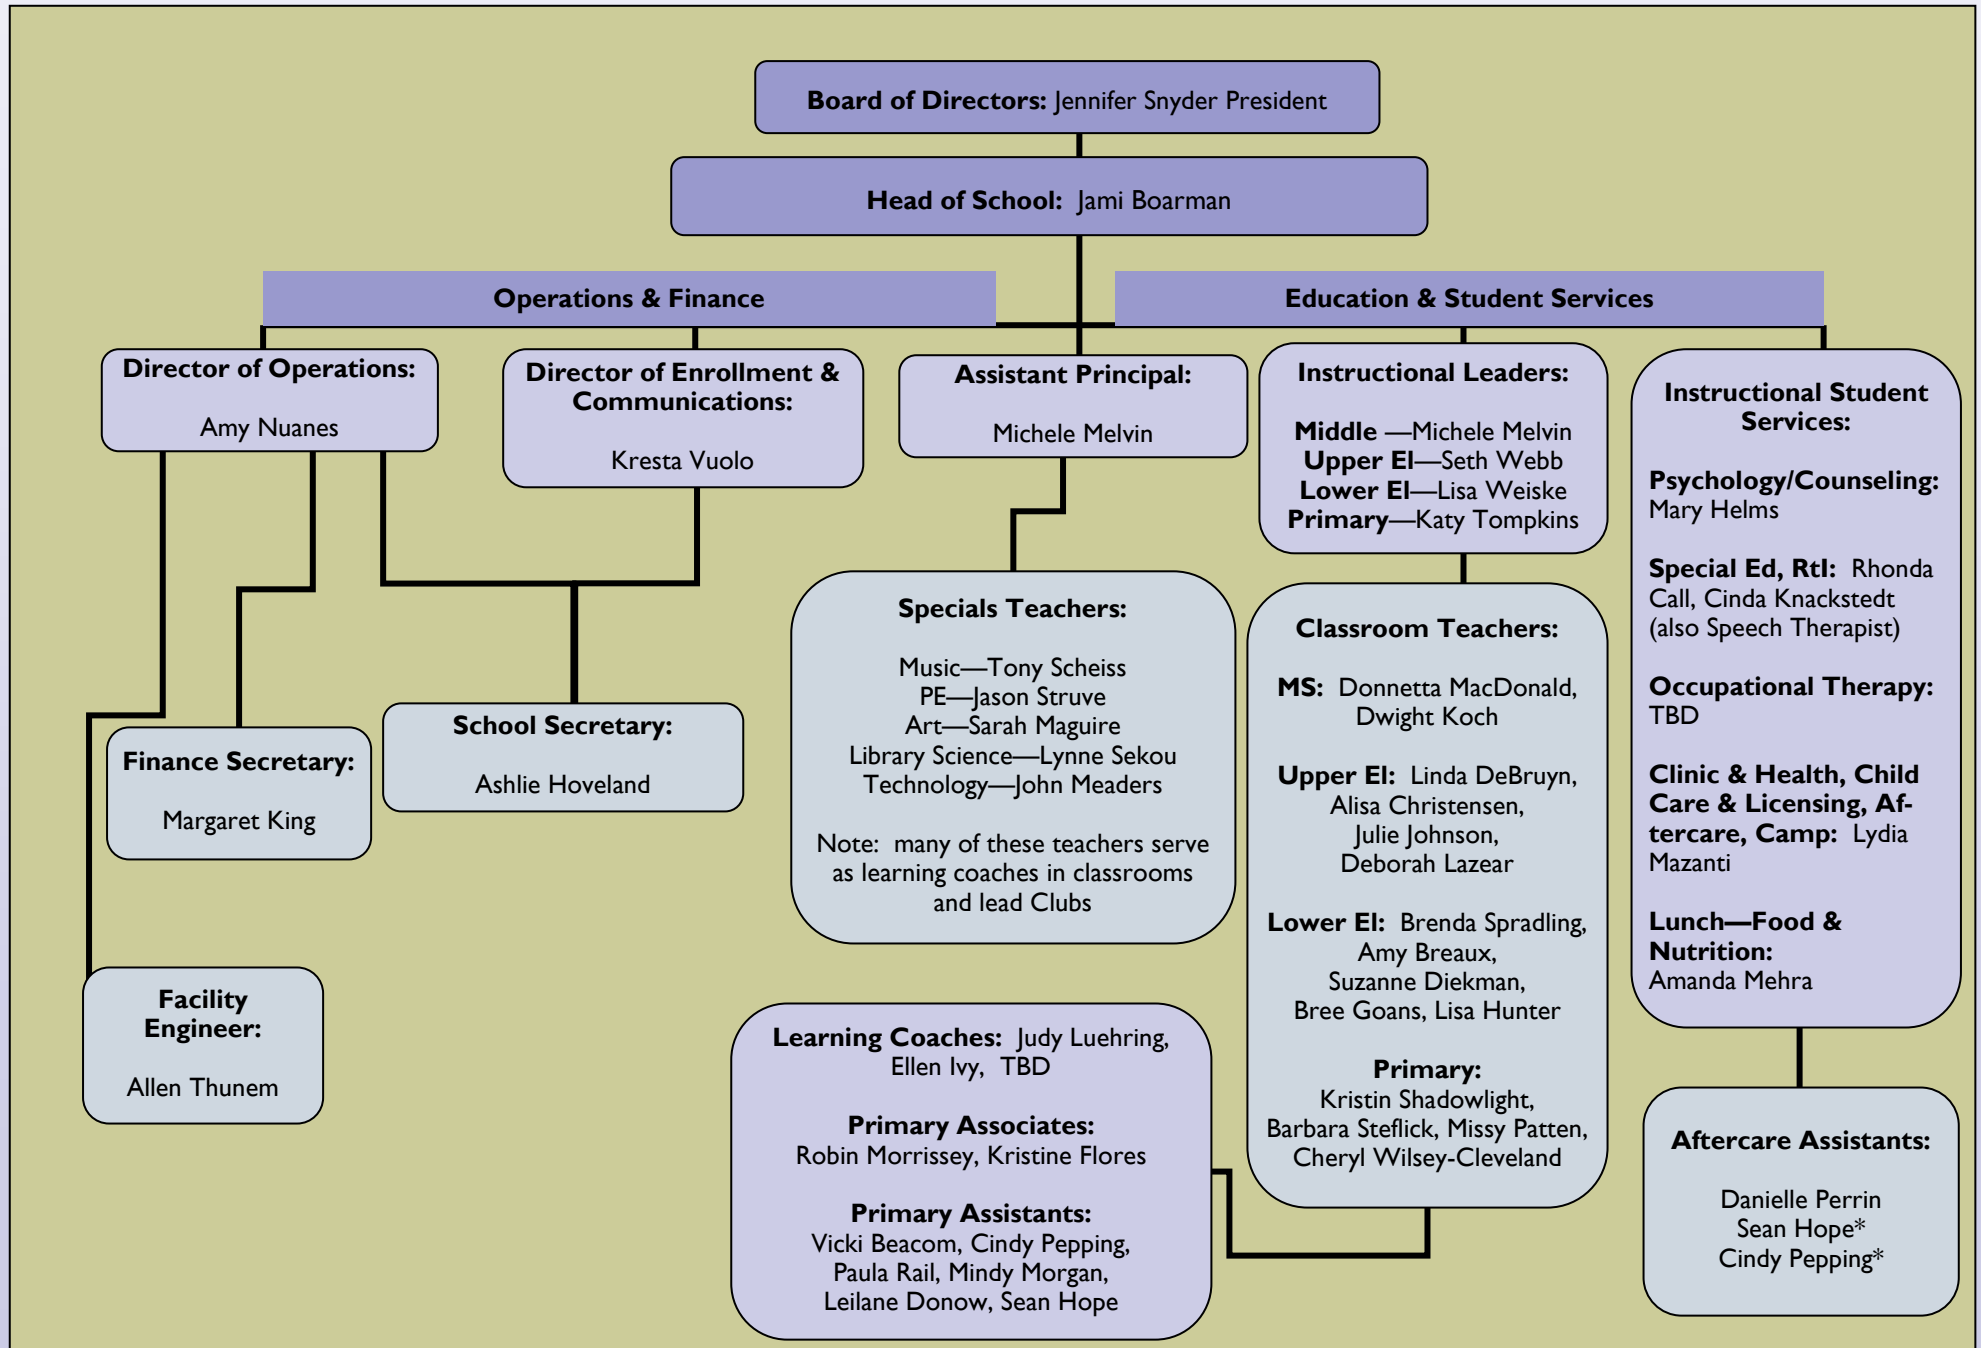 Board of Directors: Jennifer Snyder President
Head of School: Jami Boarman
Operations & Finance
Education & Student Services
Director of Operations:
Amy Nuanes
Director of Enrollment &
Communications:
Kresta Vuolo
Assistant Principal:
Michele Melvin
Instructional Leaders:
Middle —Michele Melvin
Upper El—Seth Webb
Lower El—Lisa Weiske
Primary—Katy Tompkins
Instructional Student
Services:
Psychology/Counseling:
Mary Helms
Special Ed, RtI: Rhonda
Call, Cinda Knackstedt
(also Speech Therapist)
Occupational Therapy:
TBD
Clinic & Health, Child
Care & Licensing, Af-
tercare, Camp: Lydia
Mazanti
Lunch—Food &
Nutrition:
Amanda Mehra
Specials Teachers:
Music—Tony Scheiss
PE—Jason Struve
Art—Sarah Maguire
Library Science—Lynne Sekou
Technology—John Meaders
Note: many of these teachers serve
as learning coaches in classrooms
and lead Clubs
Classroom Teachers:
MS: Donnetta MacDonald,
Dwight Koch
Upper El: Linda DeBruyn,
Alisa Christensen,
Julie Johnson,
Deborah Lazear
Lower El: Brenda Spradling,
Amy Breaux,
Suzanne Diekman,
Bree Goans, Lisa Hunter
Primary:
Kristin Shadowlight,
Barbara Steflick, Missy Patten,
Cheryl Wilsey-Cleveland
Finance Secretary:
Margaret King
School Secretary:
Ashlie Hoveland
Facility
Engineer:
Allen Thunem
Learning Coaches: Judy Luehring,
Ellen Ivy, TBD
Primary Associates:
Robin Morrissey, Kristine Flores
Primary Assistants:
Vicki Beacom, Cindy Pepping,
Paula Rail, Mindy Morgan,
Leilane Donow, Sean Hope
Aftercare Assistants:
Danielle Perrin
Sean Hope*
Cindy Pepping*